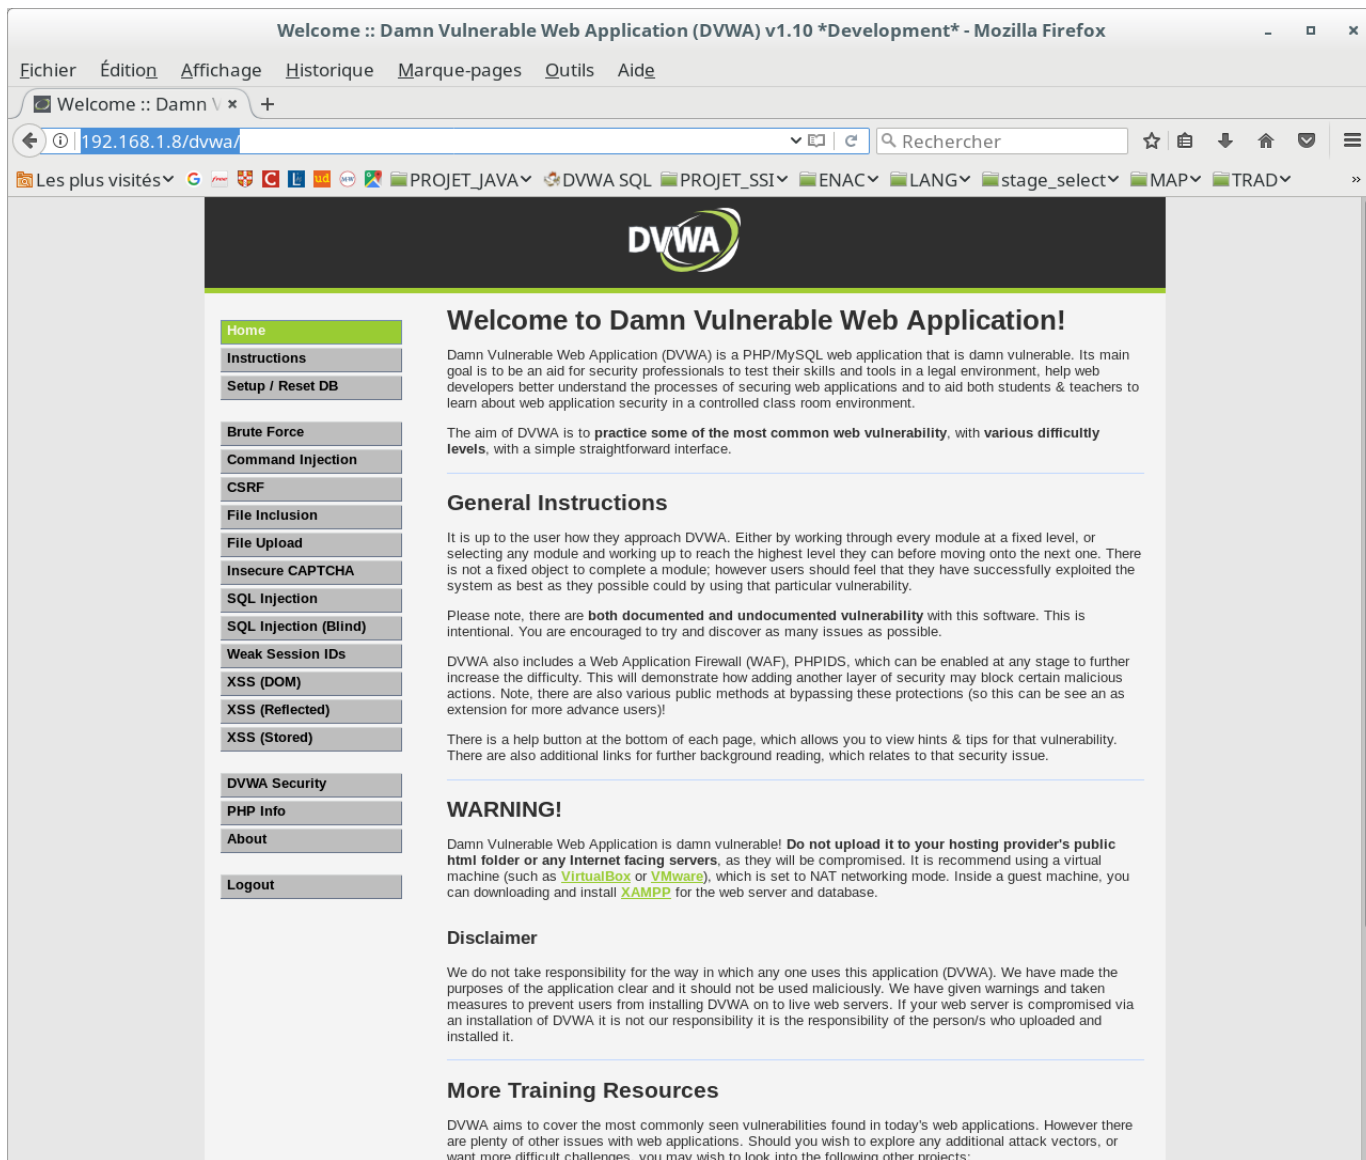 Welcome :: Damn Vulnerable Web Application (DVWA) v1.10 *Development* - Mozilla Firefox
Fichier Édition Affichage Historique Marque-pages Outils Aide
Welcome :: Damn V
192.168.1.8/dvwa/ Rechercher
Les plus visités PROJET_JAVA DVWA SQL PROJET_SSI ENAC LANG stage_select MAP TRAD
DVWA
Home
Instructions
Setup / Reset DB
Brute Force
Command Injection
CSRF
File Inclusion
File Upload
Insecure CAPTCHA
SQL Injection
SQL Injection (Blind)
Weak Session IDs
XSS (DOM)
XSS (Reflected)
XSS (Stored)
DVWA Security
PHP Info
About
Logout
Welcome to Damn Vulnerable Web Application!
Damn Vulnerable Web Application (DVWA) is a PHP/MySQL web application that is damn vulnerable. Its main
goal is to be an aid for security professionals to test their skills and tools in a legal environment, help web
developers better understand the processes of securing web applications and to aid both students & teachers to
learn about web application security in a controlled class room environment.
The aim of DVWA is to practice some of the most common web vulnerability, with various difficultly
levels, with a simple straightforward interface.
General Instructions
It is up to the user how they approach DVWA. Either by working through every module at a fixed level, or
selecting any module and working up to reach the highest level they can before moving onto the next one. There
is not a fixed object to complete a module; however users should feel that they have successfully exploited the
system as best as they possible could by using that particular vulnerability.
Please note, there are both documented and undocumented vulnerability with this software. This is
intentional. You are encouraged to try and discover as many issues as possible.
DVWA also includes a Web Application Firewall (WAF), PHPIDS, which can be enabled at any stage to further
increase the difficulty. This will demonstrate how adding another layer of security may block certain malicious
actions. Note, there are also various public methods at bypassing these protections (so this can be see an as
extension for more advance users)!
There is a help button at the bottom of each page, which allows you to view hints & tips for that vulnerability.
There are also additional links for further background reading, which relates to that security issue.
WARNING!
Damn Vulnerable Web Application is damn vulnerable! Do not upload it to your hosting provider's public
html folder or any Internet facing servers, as they will be compromised. It is recommend using a virtual
machine (such as VirtualBox or VMware), which is set to NAT networking mode. Inside a guest machine, you
can downloading and install XAMPP for the web server and database.
Disclaimer
We do not take responsibility for the way in which any one uses this application (DVWA). We have made the
purposes of the application clear and it should not be used maliciously. We have given warnings and taken
measures to prevent users from installing DVWA on to live web servers. If your web server is compromised via
an installation of DVWA it is not our responsibility it is the responsibility of the person/s who uploaded and
installed it.
More Training Resources
DVWA aims to cover the most commonly seen vulnerabilities found in today's web applications. However there
are plenty of other issues with web applications. Should you wish to explore any additional attack vectors, or
want more difficult challenges, you may wish to look into the following other projects: